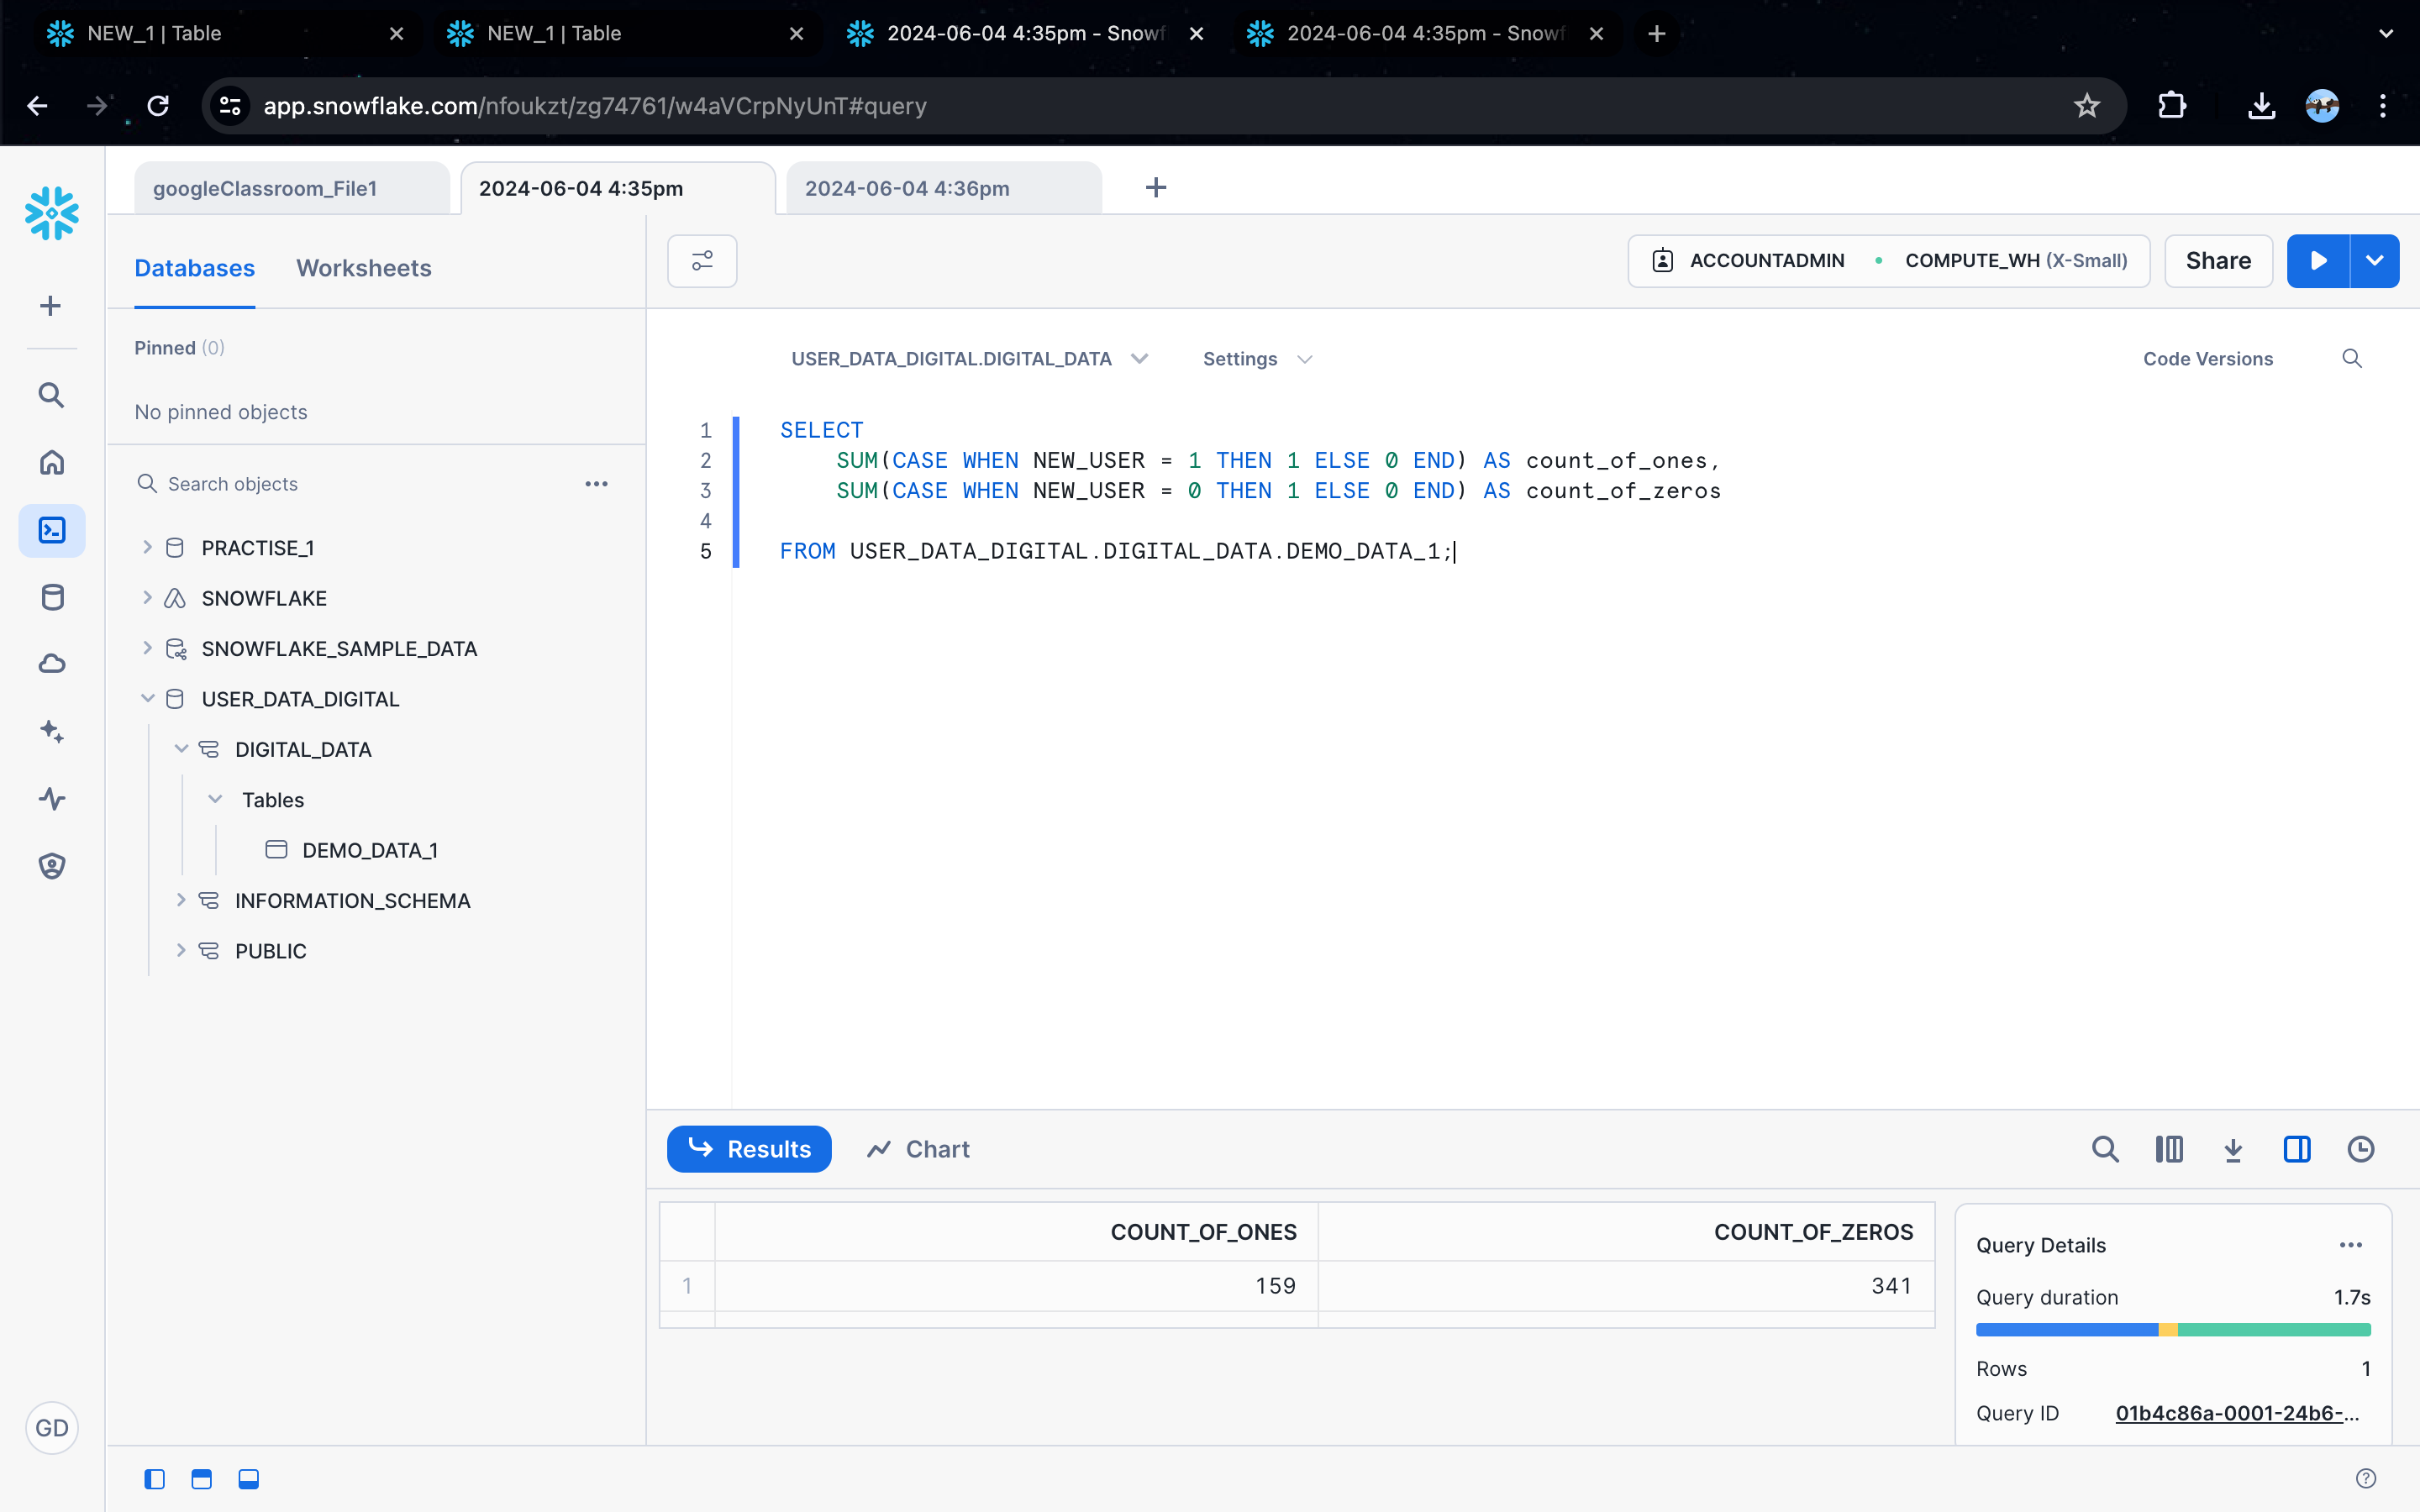 NEW_1 | Table
NEW_1 | Table
2024-06-04 4:35pm - Snowf
2024-06-04 4:35pm - Snowf
app.snowflake.com/nfoukzt/zg74761/w4aVCrpNyUnT#query
googleClassroom_File1
2024-06-04 4:35pm
2024-06-04 4:36pm
Databases
Worksheets
ACCOUNTADMIN
COMPUTE_WH (X-Small)
Share
Pinned (0)
No pinned objects
Search objects
PRACTISE_1
SNOWFLAKE
SNOWFLAKE_SAMPLE_DATA
USER_DATA_DIGITAL
DIGITAL_DATA
Tables
DEMO_DATA_1
INFORMATION_SCHEMA
PUBLIC
GD
USER_DATA_DIGITAL.DIGITAL_DATA
Settings
Code Versions
1 SELECT
2 SUM(CASE WHEN NEW_USER = 1 THEN 1 ELSE 0 END) AS count_of_ones,
3 SUM(CASE WHEN NEW_USER = 0 THEN 1 ELSE 0 END) AS count_of_zeros
4
5 FROM USER_DATA_DIGITAL.DIGITAL_DATA.DEMO_DATA_1;
Results
Chart
COUNT_OF_ONES COUNT_OF_ZEROS
1 159 341
Query Details
Query duration 1.7s
Rows 1
Query ID 01b4c86a-0001-24b6-...